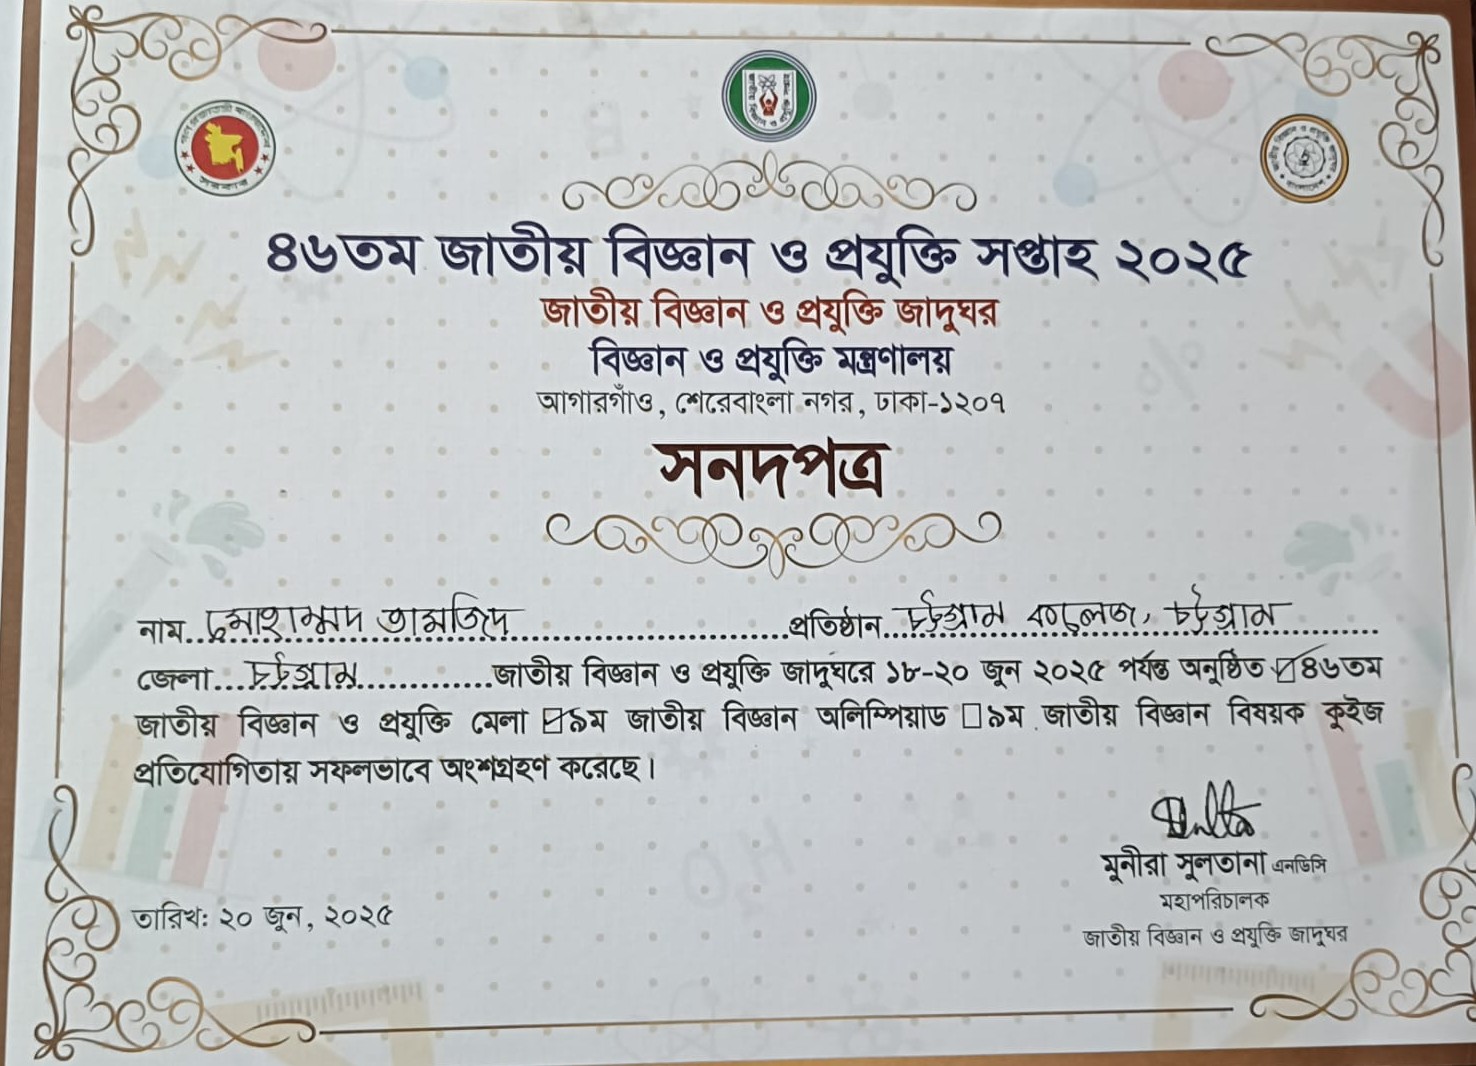 ৪৬তম জাতীয় বিজ্ঞান ও প্রযুক্তি সপ্তাহ ২০২৫
জাতীয় বিজ্ঞান ও প্রযুক্তি জাদুঘর
বিজ্ঞান ও প্রযুক্তি মন্ত্রণালয়
আগারগাঁও, শেরেবাংলা নগর, ঢাকা-১২০৭
সনদপত্র
নাম মোহাম্মদ তামজিদ প্রতিষ্ঠান চট্টগ্রাম কলেজ, চট্টগ্রাম
জেলা চট্টগ্রাম জাতীয় বিজ্ঞান ও প্রযুক্তি জাদুঘরে ১৮-২০ জুন ২০২৫ পর্যন্ত অনুষ্ঠিত ☑৪৬তম
জাতীয় বিজ্ঞান ও প্রযুক্তি মেলা ☑৯ম জাতীয় বিজ্ঞান অলিম্পিয়াড ☐৯ম জাতীয় বিজ্ঞান বিষয়ক কুইজ
প্রতিযোগিতায় সফলভাবে অংশগ্রহণ করেছে।
মুনীরা সুলতানা এনডিসি
মহাপরিচালক
জাতীয় বিজ্ঞান ও প্রযুক্তি জাদুঘর
তারিখ: ২০ জুন, ২০২৫